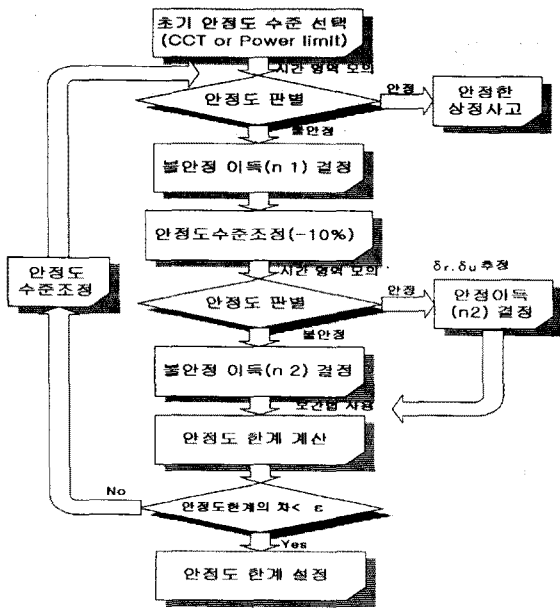 초기 안정도 수준 선택
(CCT or Power limit)
시간 영역 모의
안정도 판별
안정
안정한
상정사고
불안정
불안정 이득(n 1) 결정
안정도수준조정(-10%)
시간 영역 모의
안정도
수준조정
δr. δu 추정
안정도 판별
안정
안정이득
(n2) 결정
불안정
불안정 이득(n 2) 결정
보간법 사용
안정도 한계 계산
No
안정도한계의 차< ε
Yes
안정도 한계 설정